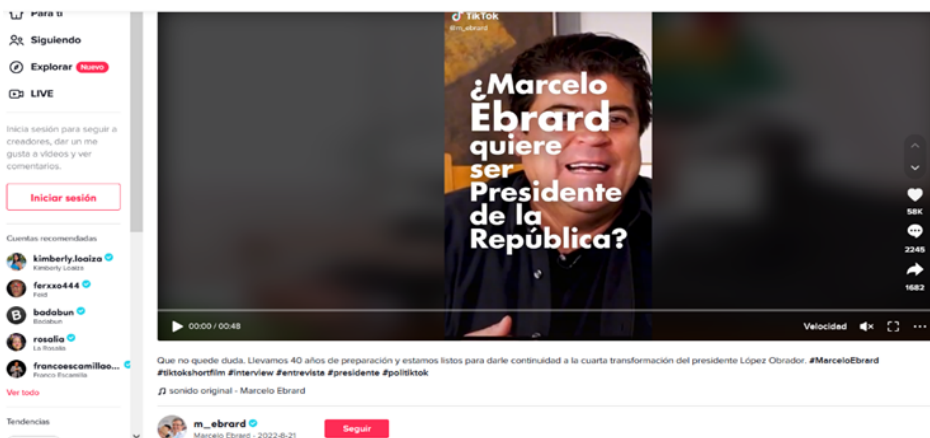 Para ti
Siguiendo
Explorar Nuevo
LIVE
Inicia sesión para seguir a
creadores, dar un me
gusta a vídeos y ver
comentarios.
Iniciar sesión
Cuentas recomendadas
kimberly.loaiza
Kimberly Loaiza
ferxxo444
Feid
badabun
Badabun
rosalia
La Rosalia
francoescamillao...
Franco Escamilla
Ver todo
Tendencias
TikTok
@m_ebrard
¿Marcelo
Ebrard
quiere
ser
Presidente
de la
República?
58K
2245
1682
00:00 / 00:48
Velocidad
Que no quede duda. Llevamos 40 años de preparación y estamos listos para darle continuidad a la cuarta transformación del presidente López Obrador. #MarceloEbrard
#tiktokshortfilm #interview #entrevista #presidente #politiktok
sonido original - Marcelo Ebrard
m_ebrard
Marcelo Ebrard - 2022-8-21
Seguir